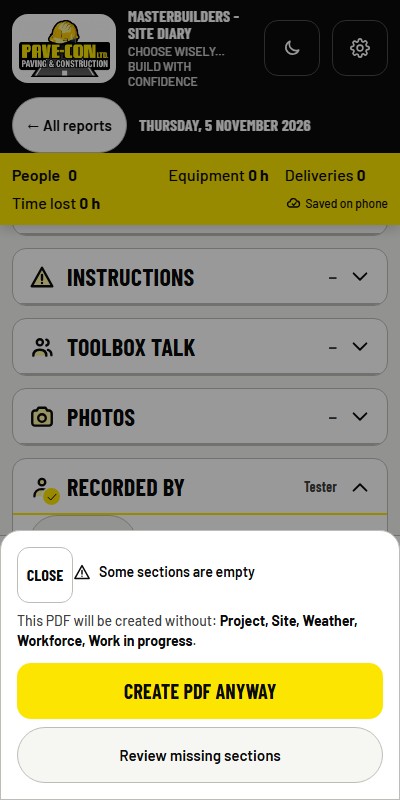 PAVE-CON LTD.
PAVING & CONSTRUCTION
MASTERBUILDERS -
SITE DIARY
CHOOSE WISELY...
BUILD WITH
CONFIDENCE
← All reports
THURSDAY, 5 NOVEMBER 2026
People 0
Equipment 0 h
Deliveries 0
Time lost 0 h
Saved on phone
INSTRUCTIONS –
TOOLBOX TALK –
PHOTOS –
RECORDED BY Tester
CLOSE
Some sections are empty
This PDF will be created without: Project, Site, Weather,
Workforce, Work in progress.
CREATE PDF ANYWAY
Review missing sections